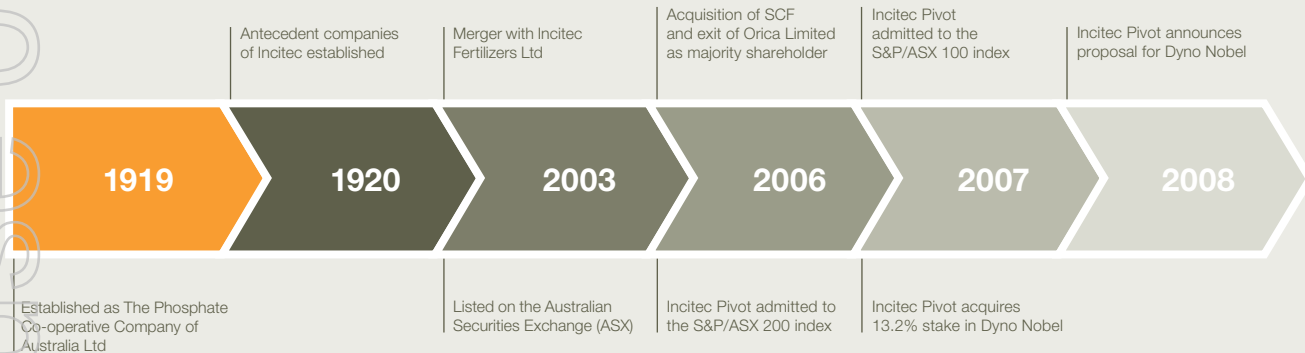 Antecedent companies
of Incitec established
Merger with Incitec
Fertilizers Ltd
Acquisition of SCF
and exit of Orica Limited
as majority shareholder
Incitec Pivot
admitted to the
S&P/ASX 100 index
Incitec Pivot announces
proposal for Dyno Nobel
1919
1920
2003
2006
2007
2008
Established as The Phosphate
Co-operative Company of
Australia Ltd
Listed on the Australian
Securities Exchange (ASX)
Incitec Pivot admitted to
the S&P/ASX 200 index
Incitec Pivot acquires
13.2% stake in Dyno Nobel